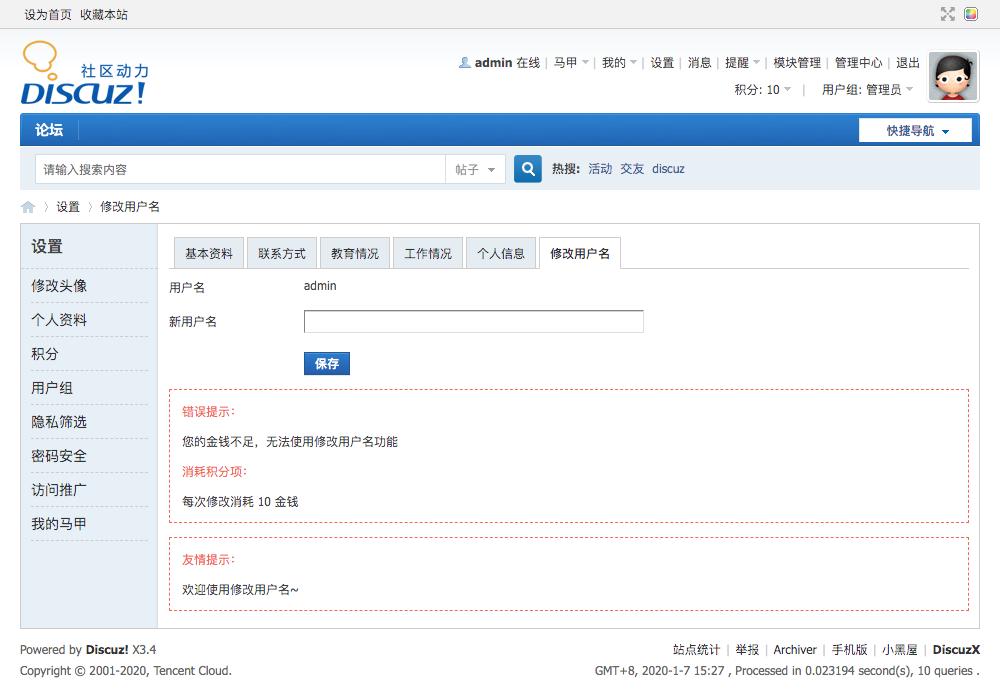 设为首页 收藏本站
社区动力
DISCUZ!
admin 在线 | 马甲 | 我的 | 设置 | 消息 | 提醒 | 模块管理 | 管理中心 | 退出
积分: 10 | 用户组: 管理员
论坛
快捷导航
请输入搜索内容 帖子 热搜: 活动 交友 discuz
设置 〉 修改用户名
设置
修改头像
个人资料
积分
用户组
隐私筛选
密码安全
访问推广
我的马甲
基本资料 联系方式 教育情况 工作情况 个人信息 修改用户名
用户名 admin
新用户名
保存
错误提示：
您的金钱不足，无法使用修改用户名功能
消耗积分项：
每次修改消耗 10 金钱
友情提示：
欢迎使用修改用户名~
Powered by Discuz! X3.4
Copyright © 2001-2020, Tencent Cloud.
站点统计 | 举报 | Archiver | 手机版 | 小黑屋 | DiscuzX
GMT+8, 2020-1-7 15:27 , Processed in 0.023194 second(s), 10 queries .